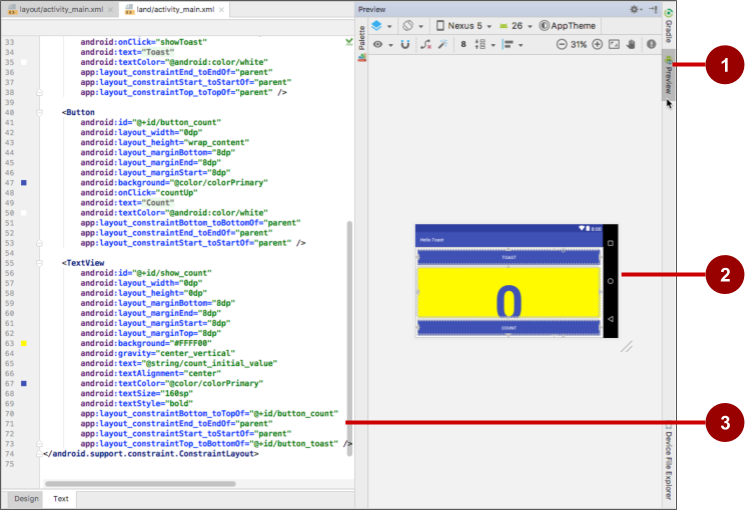 layout/activity_main.xml × land/activity_main.xml ×
33 android:onClick="showToast"
34 android:text="Toast"
35 android:textColor="@android:color/white"
36 app:layout_constraintEnd_toEndOf="parent"
37 app:layout_constraintStart_toStartOf="parent"
38 app:layout_constraintTop_toTopOf="parent" />
39
40 <Button
41 android:id="@+id/button_count"
42 android:layout_width="0dp"
43 android:layout_height="wrap_content"
44 android:layout_marginBottom="8dp"
45 android:layout_marginEnd="8dp"
46 android:layout_marginStart="8dp"
47 android:background="@color/colorPrimary"
48 android:onClick="countUp"
49 android:text="Count"
50 android:textColor="@android:color/white"
51 app:layout_constraintBottom_toBottomOf="parent"
52 app:layout_constraintEnd_toEndOf="parent"
53 app:layout_constraintStart_toStartOf="parent" />
54
55 <TextView
56 android:id="@+id/show_count"
57 android:layout_width="0dp"
58 android:layout_height="0dp"
59 android:layout_marginBottom="8dp"
60 android:layout_marginEnd="8dp"
61 android:layout_marginStart="8dp"
62 android:layout_marginTop="8dp"
63 android:background="#FFFF00"
64 android:gravity="center_vertical"
65 android:text="@string/count_initial_value"
66 android:textAlignment="center"
67 android:textColor="@color/colorPrimary"
68 android:textSize="160sp"
69 android:textStyle="bold"
70 app:layout_constraintBottom_toTopOf="@+id/button_count"
71 app:layout_constraintEnd_toEndOf="parent"
72 app:layout_constraintStart_toStartOf="parent"
73 app:layout_constraintTop_toBottomOf="@+id/button_toast" />
74 </android.support.constraint.ConstraintLayout>
75
Design Text
Preview
Palette
Nexus 5 26 AppTheme
8 31%
Hello Toast
8:00
TOAST
0
COUNT
Gradle
Preview
Device File Explorer
1
2
3